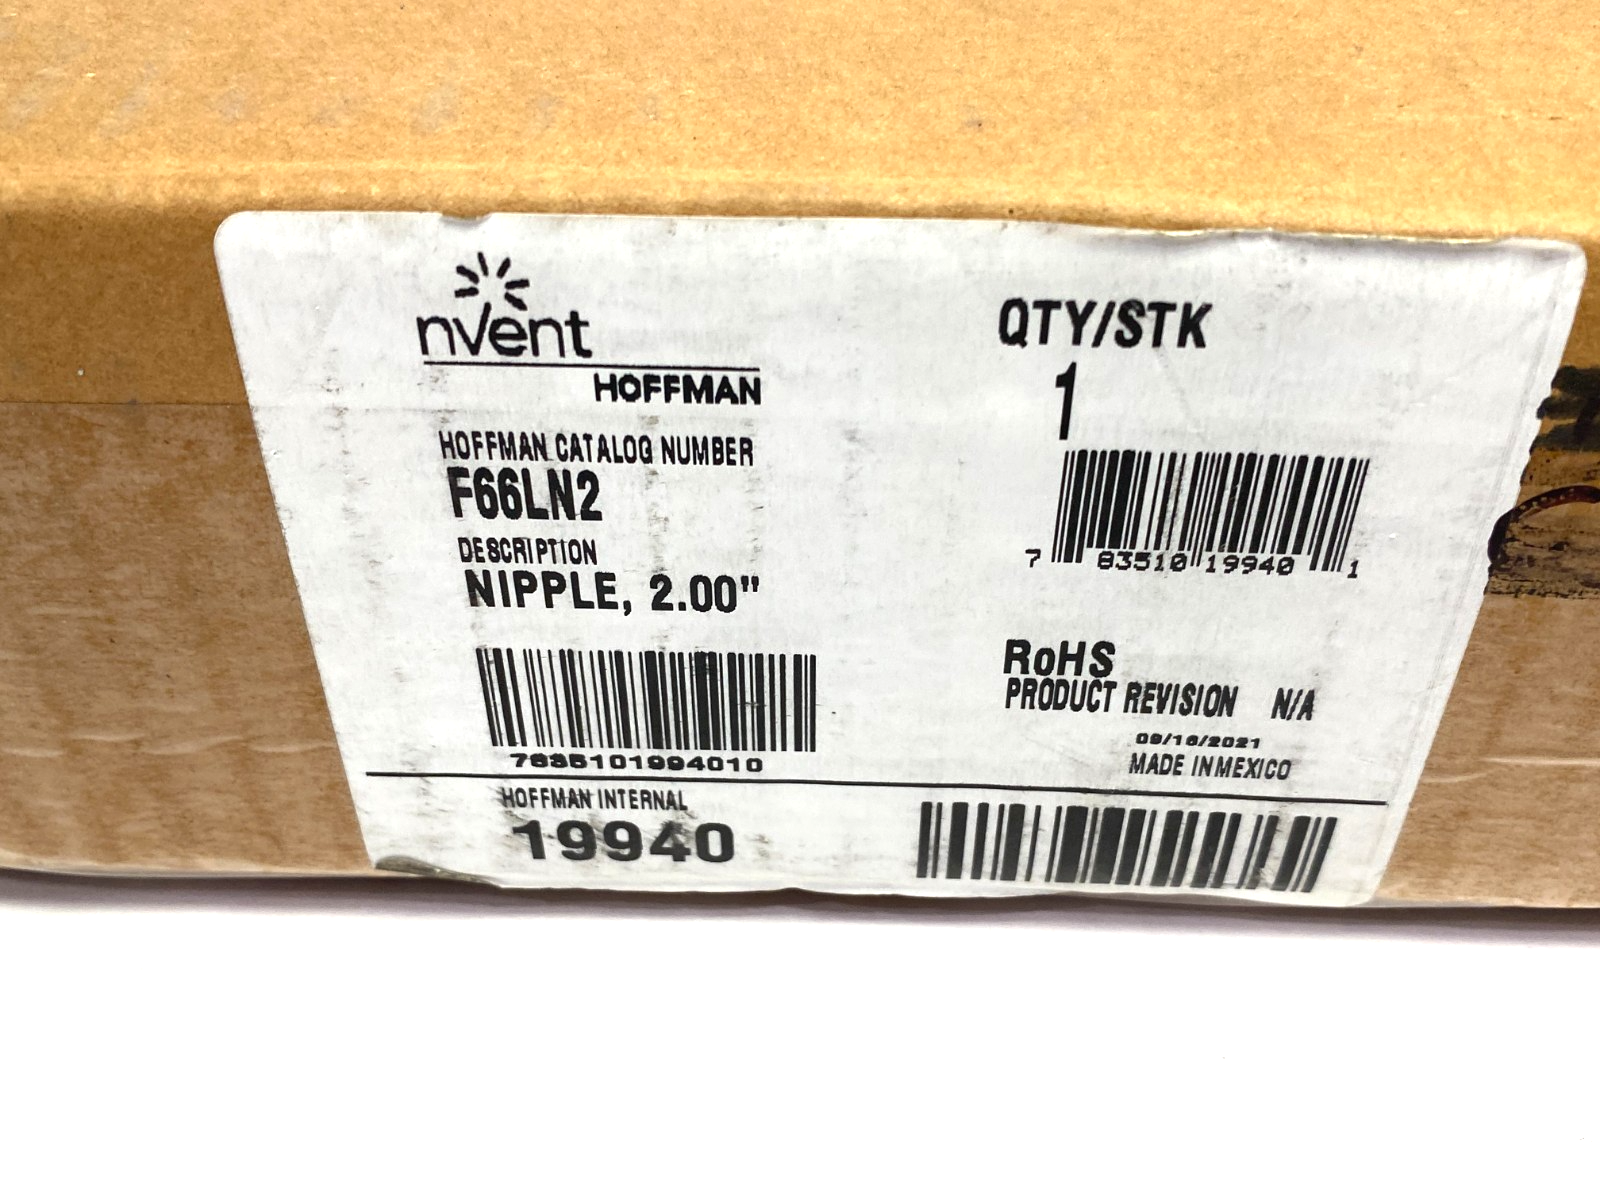 nVent
HOFFMAN
HOFFMAN CATALOG NUMBER
F66LN2
DESCRIPTION
NIPPLE, 2.00"
7835101994010
QTY/STK
1
7 83510 19940 1
RoHS
PRODUCT REVISION N/A
09/16/2021
MADE IN MEXICO
HOFFMAN INTERNAL
19940